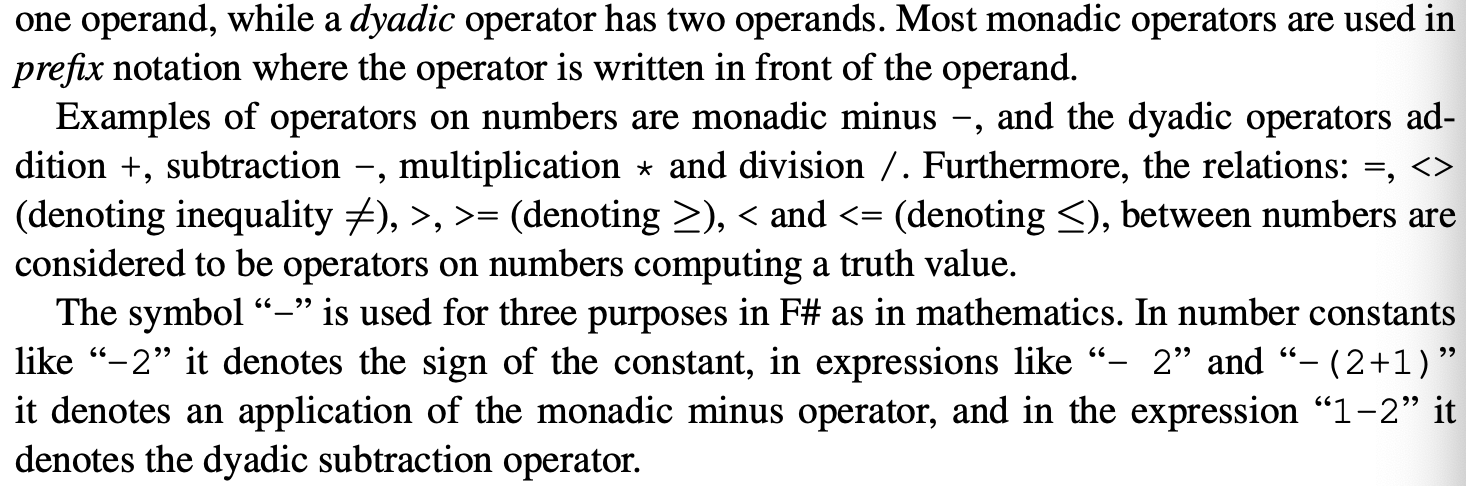 one operand, while a dyadic operator has two operands. Most monadic operators are used in
prefix notation where the operator is written in front of the operand.
Examples of operators on numbers are monadic minus −, and the dyadic operators ad-
dition +, subtraction −, multiplication * and division /. Furthermore, the relations: =, <>
(denoting inequality ≠), >, >= (denoting ≥), < and <= (denoting ≤), between numbers are
considered to be operators on numbers computing a truth value.
The symbol “−” is used for three purposes in F# as in mathematics. In number constants
like “−2” it denotes the sign of the constant, in expressions like “− 2” and “−(2+1)”
it denotes an application of the monadic minus operator, and in the expression “1−2” it
denotes the dyadic subtraction operator.